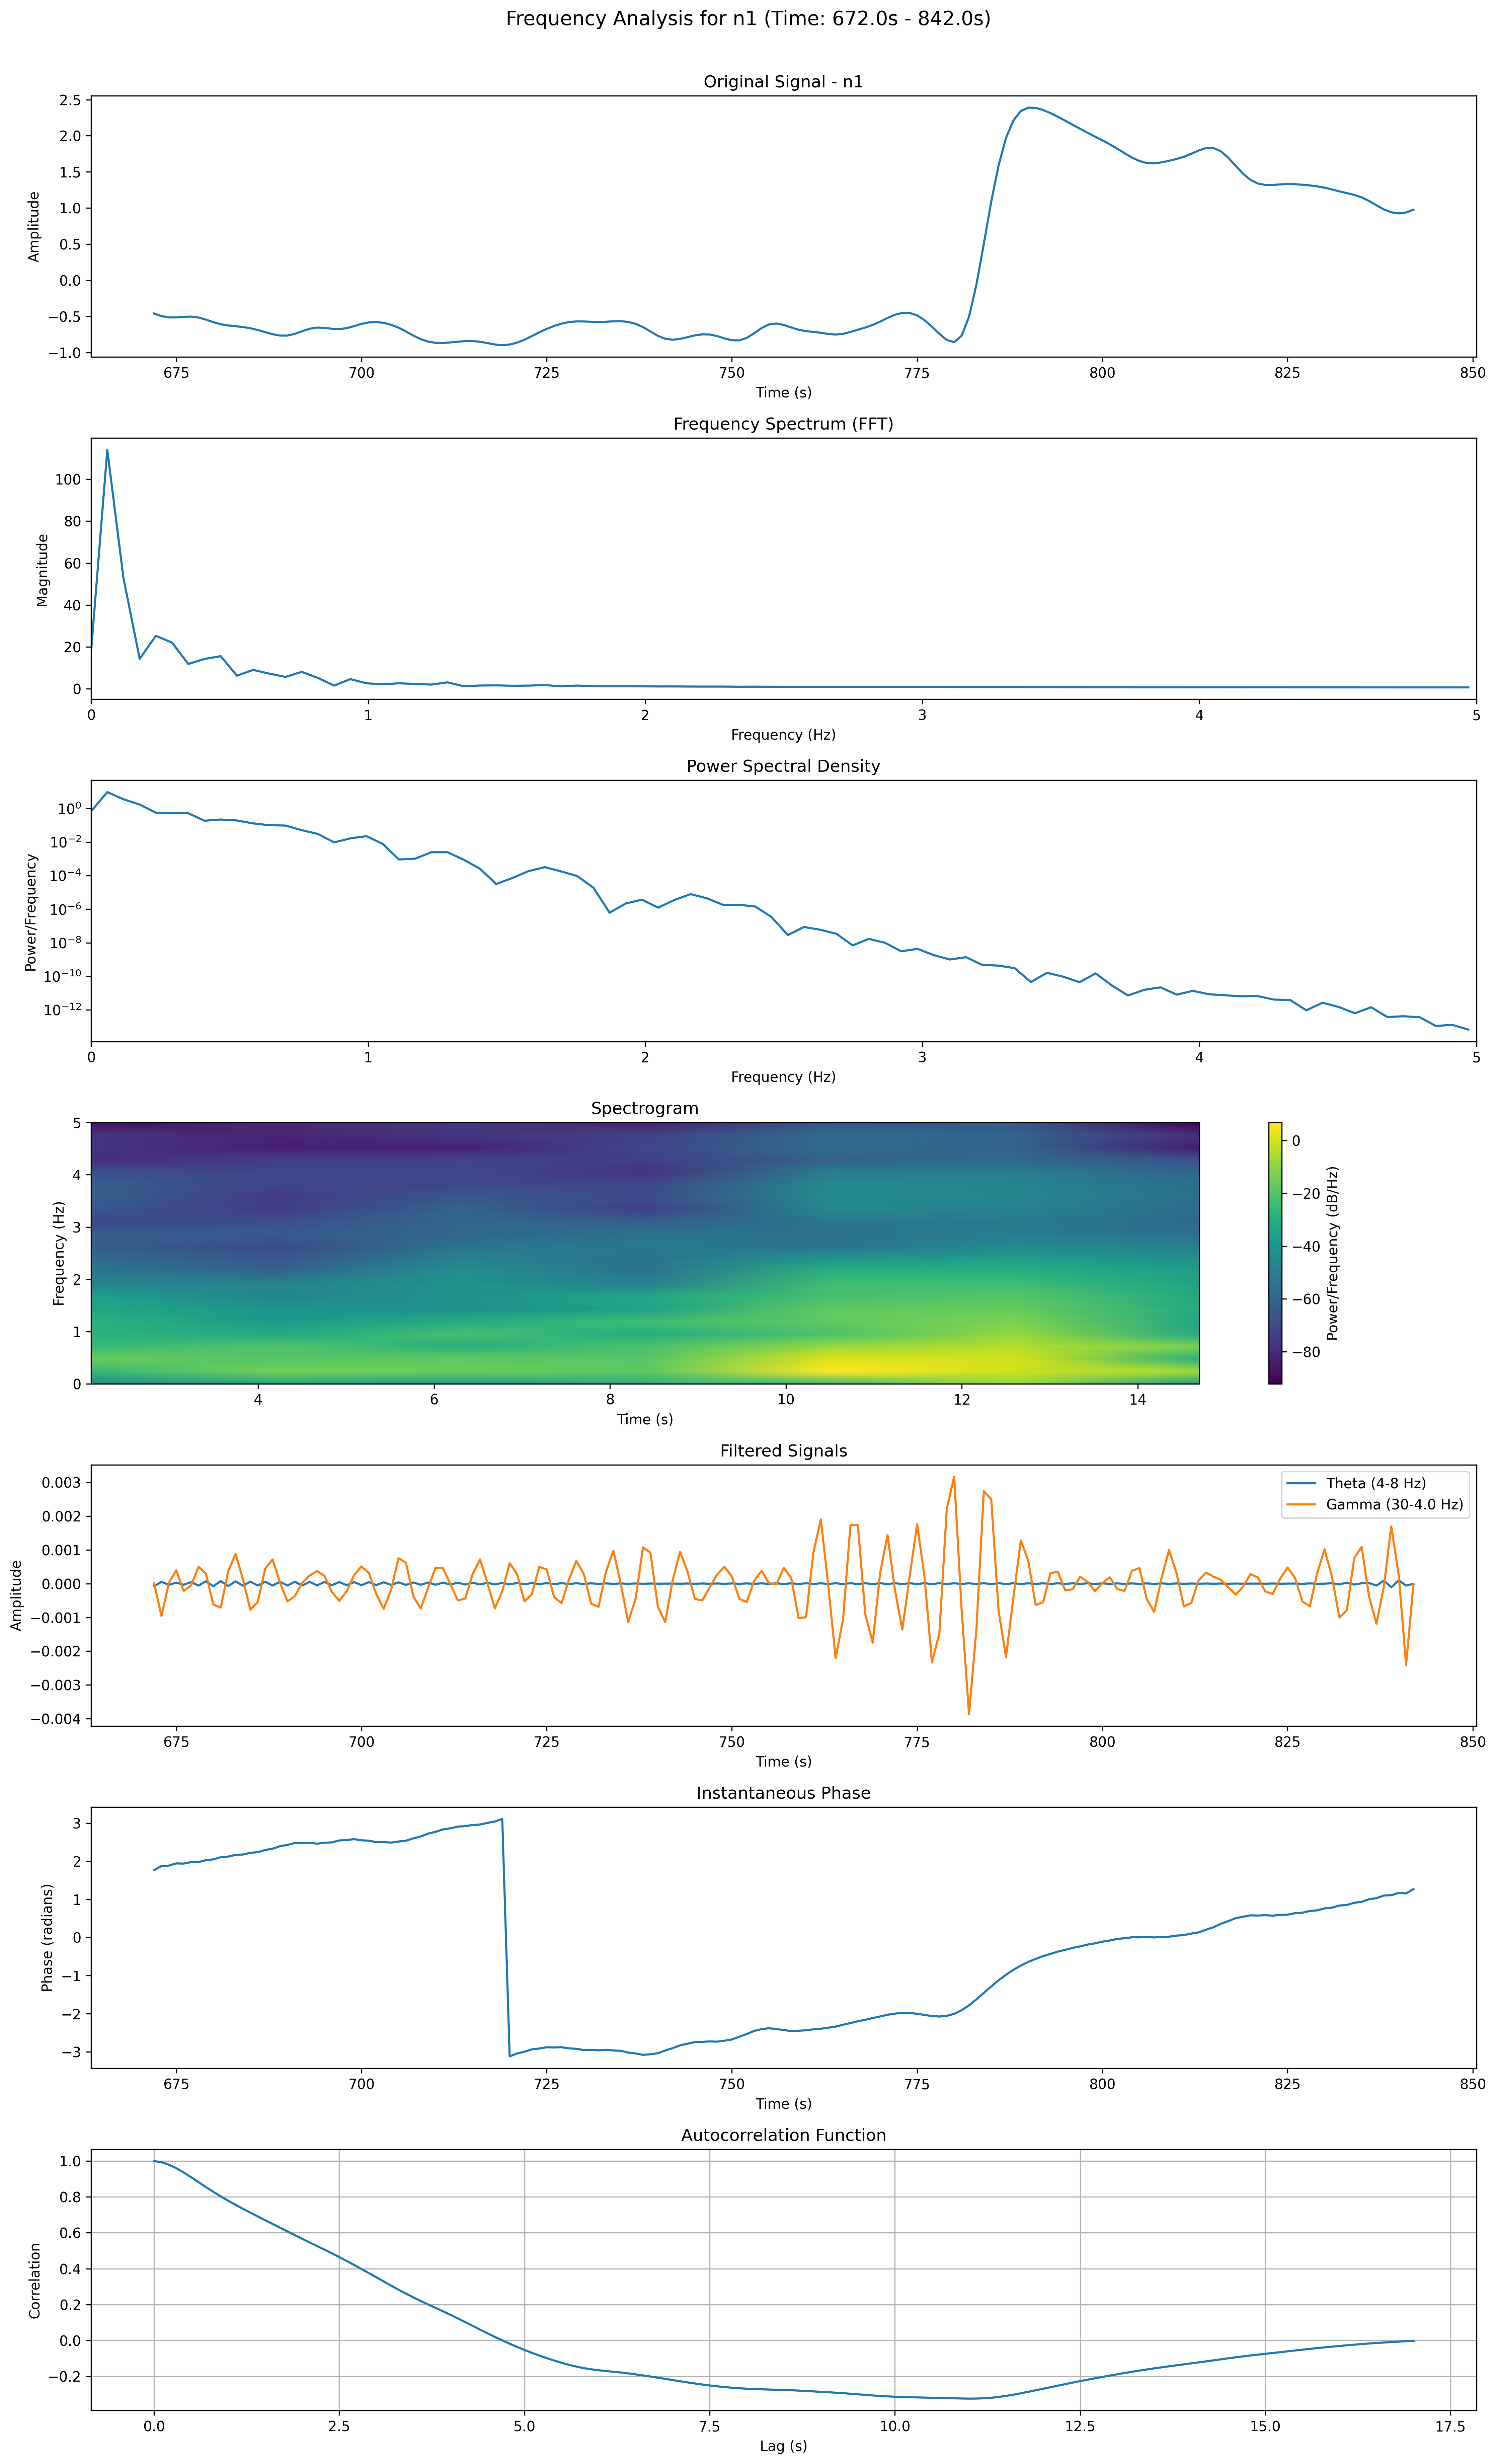 Frequency Analysis for n1 (Time: 672.0s - 842.0s)
Original Signal - n1
Amplitude
2.5
2.0
1.5
1.0
0.5
0.0
−0.5
−1.0
675 700 725 750 775 800 825 850
Time (s)
Frequency Spectrum (FFT)
Magnitude
100
80
60
40
20
0
0 1 2 3 4 5
Frequency (Hz)
Power Spectral Density
Power/Frequency
10⁰
10⁻²
10⁻⁴
10⁻⁶
10⁻⁸
10⁻¹⁰
10⁻¹²
0 1 2 3 4 5
Frequency (Hz)
Spectrogram
Frequency (Hz)
5
4
3
2
1
0
4 6 8 10 12 14
Time (s)
0
−20
−40
−60
−80
Power/Frequency (dB/Hz)
Filtered Signals
Amplitude
0.003
0.002
0.001
0.000
−0.001
−0.002
−0.003
−0.004
Theta (4-8 Hz)
Gamma (30-4.0 Hz)
675 700 725 750 775 800 825 850
Time (s)
Instantaneous Phase
Phase (radians)
3
2
1
0
−1
−2
−3
675 700 725 750 775 800 825 850
Time (s)
Autocorrelation Function
Correlation
1.0
0.8
0.6
0.4
0.2
0.0
−0.2
0.0 2.5 5.0 7.5 10.0 12.5 15.0 17.5
Lag (s)